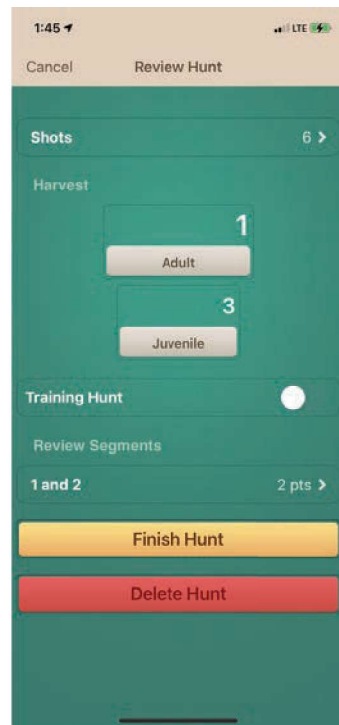 1:45
LTE
Cancel Review Hunt
Shots 6 >
Harvest
1
Adult
3
Juvenile
Training Hunt
Review Segments
1 and 2 2 pts >
Finish Hunt
Delete Hunt